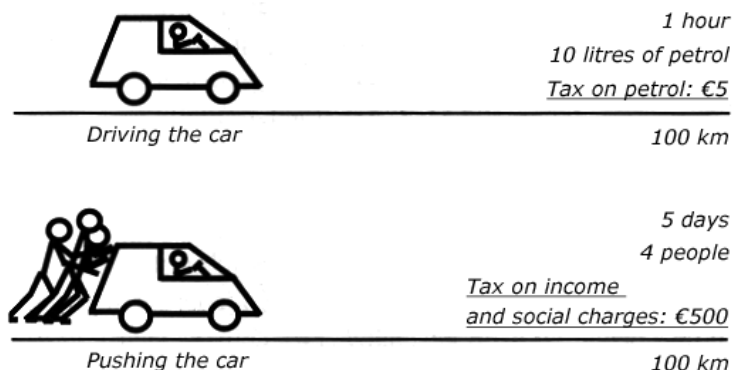 1 hour
10 litres of petrol
Tax on petrol: €5
Driving the car
100 km
5 days
4 people
Tax on income
and social charges: €500
Pushing the car
100 km